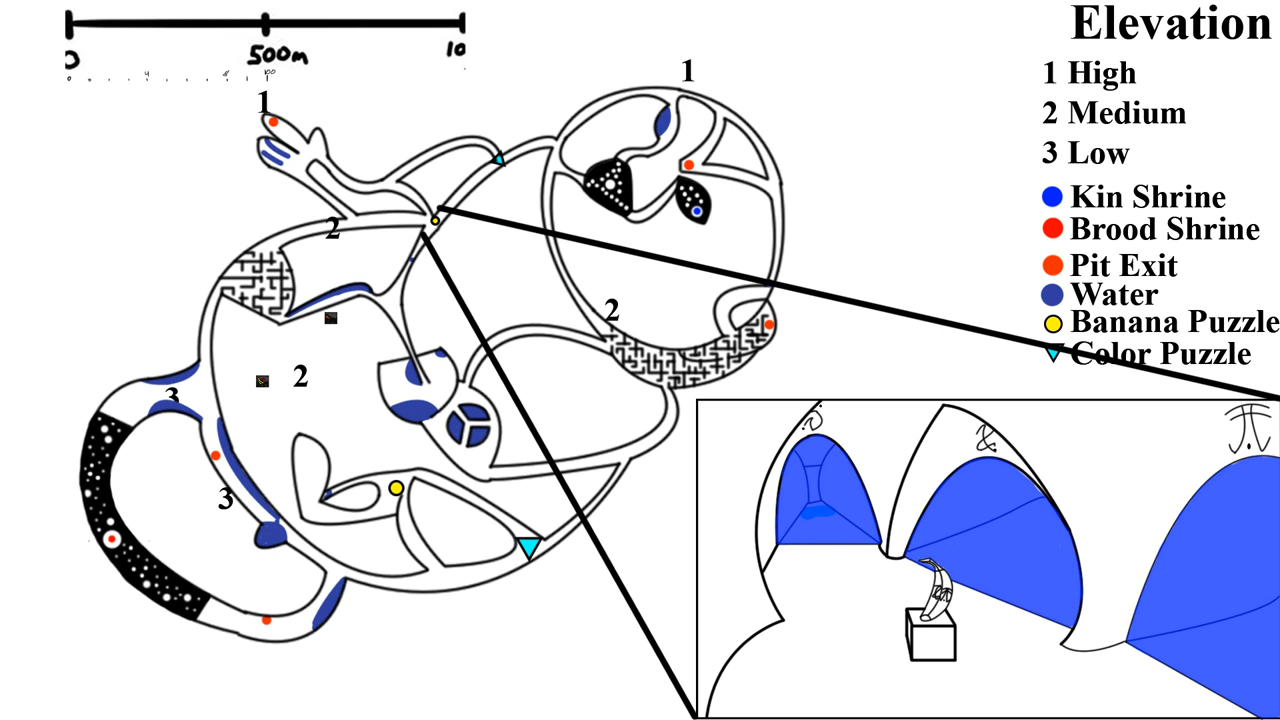 0
500m
10
Elevation
1 High
2 Medium
3 Low
Kin Shrine
Brood Shrine
Pit Exit
Water
Banana Puzzle
Color Puzzle
1
1
2
2
2
3
3